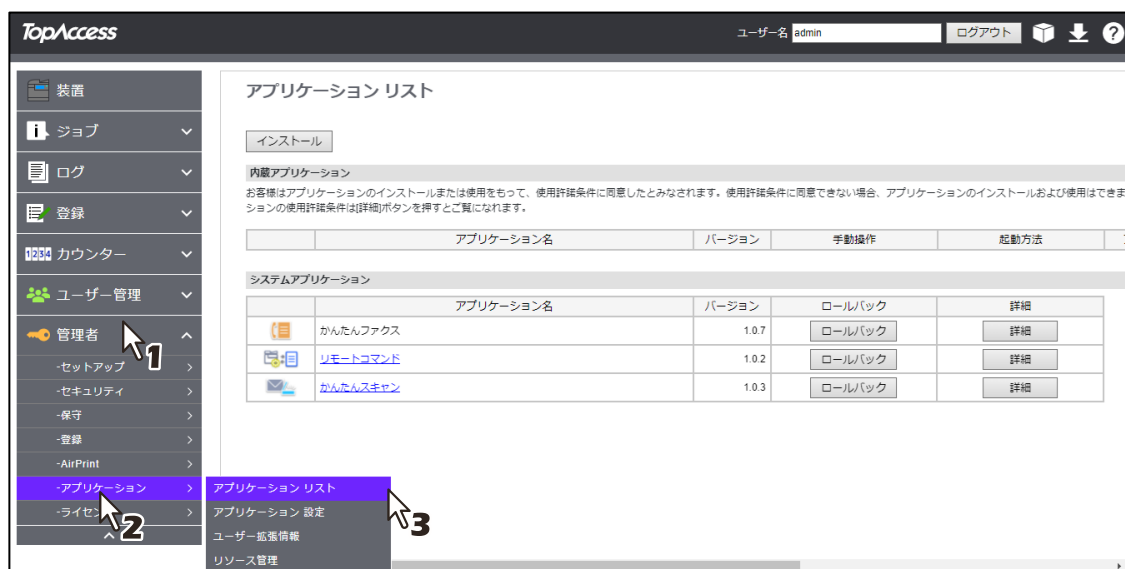 TopAccess
ユーザー名 admin ログアウト
装置
ジョブ
ログ
登録
1234 カウンター
ユーザー管理
管理者
1
-セットアップ
-セキュリティ
-保守
-登録
-AirPrint
-アプリケーション
-ライセン
2
アプリケーション リスト
3
アプリケーション 設定
ユーザー拡張情報
リソース管理
アプリケーション リスト
インストール
内蔵アプリケーション
お客様はアプリケーションのインストールまたは使用をもって、使用許諾条件に同意したとみなされます。使用許諾条件に同意できない場合、アプリケーションのインストールおよび使用はできま
ションの使用許諾条件は[詳細]ボタンを押すとご覧になれます。
アプリケーション名 バージョン 手動操作 起動方法
システムアプリケーション
アプリケーション名 バージョン ロールバック 詳細
かんたんファクス 1.0.7 ロールバック 詳細
リモートコマンド 1.0.2 ロールバック 詳細
かんたんスキャン 1.0.3 ロールバック 詳細